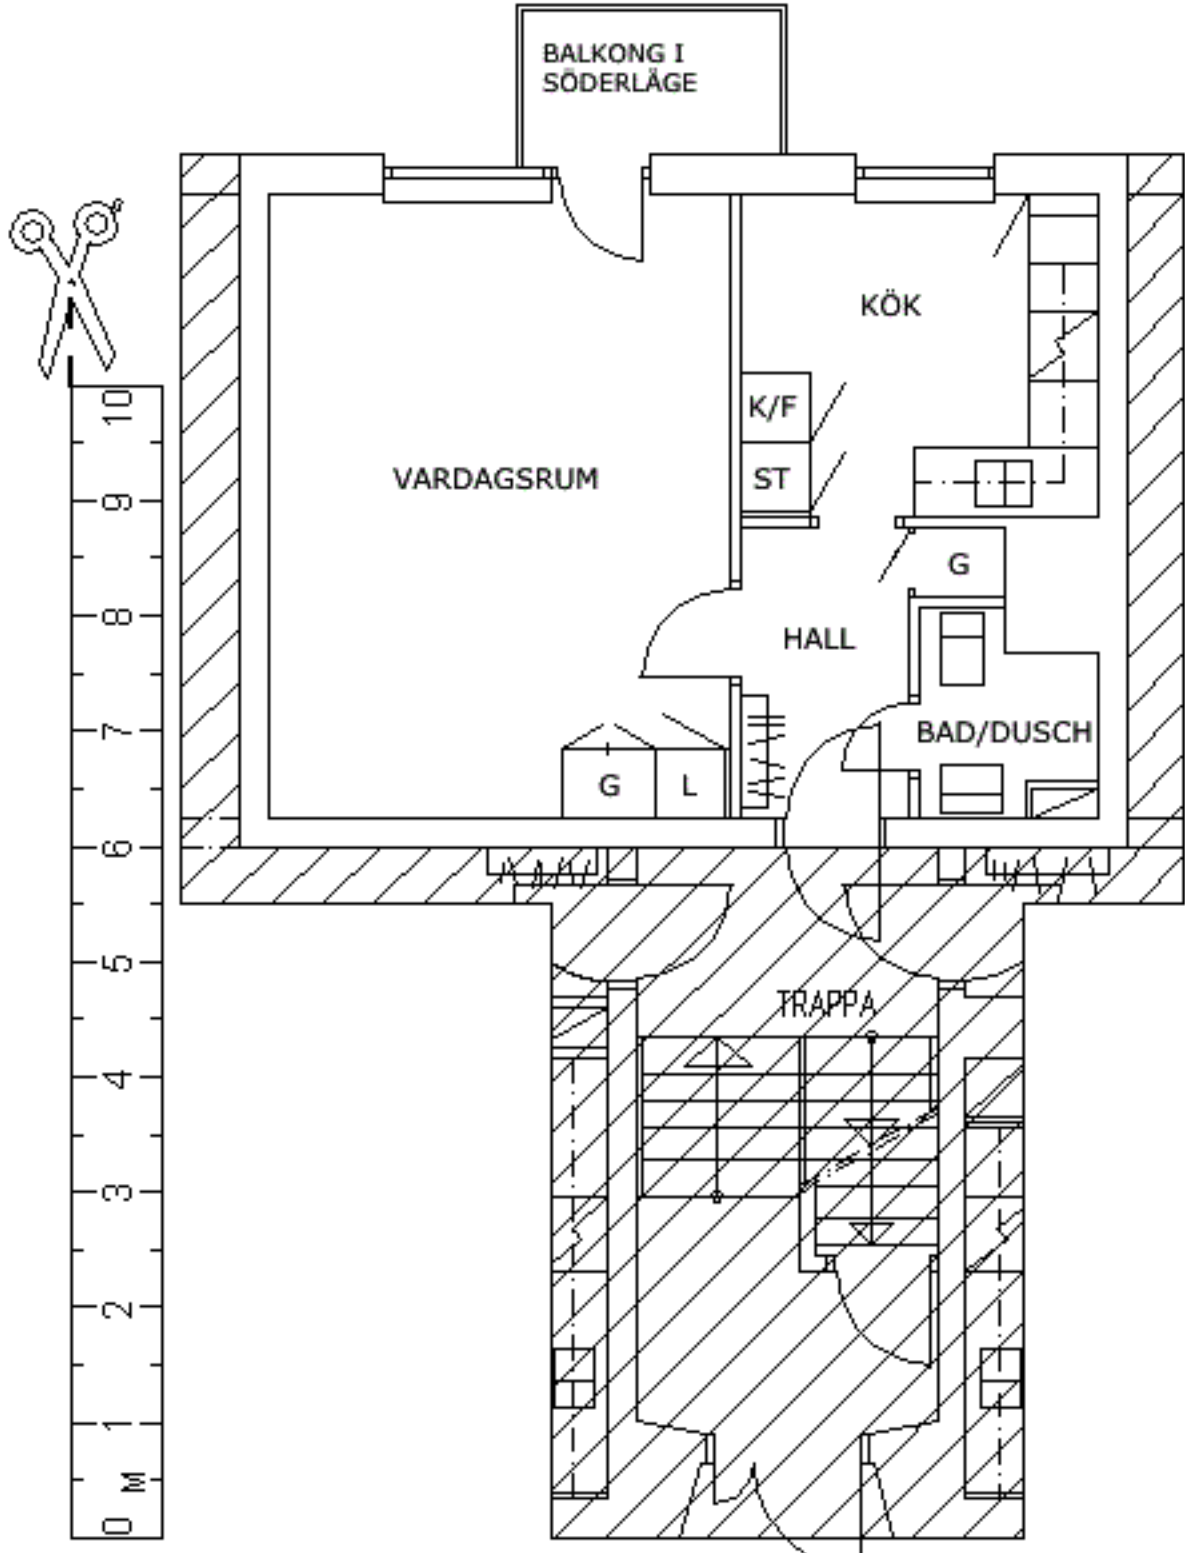 BALKONG I
SÖDERLÄGE
KÖK
K/F
VARDAGSRUM
ST
G
HALL
BAD/DUSCH
G
L
TRAPPA
10
9
8
7
6
5
4
3
2
1
M
0